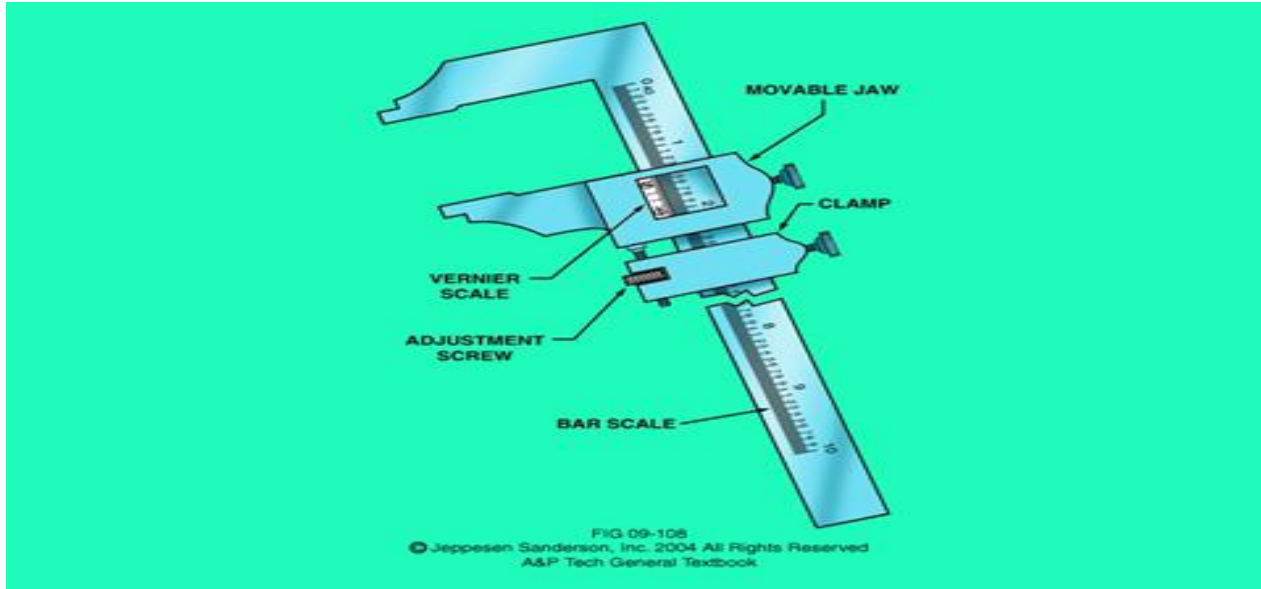 MOVABLE JAW
CLAMP
VERNIER
SCALE
ADJUSTMENT
SCREW
BAR SCALE
0
1
2
8
9
10
FIG 09-108
© Jeppesen Sanderson, Inc. 2004 All Rights Reserved
A&P Tech General Textbook